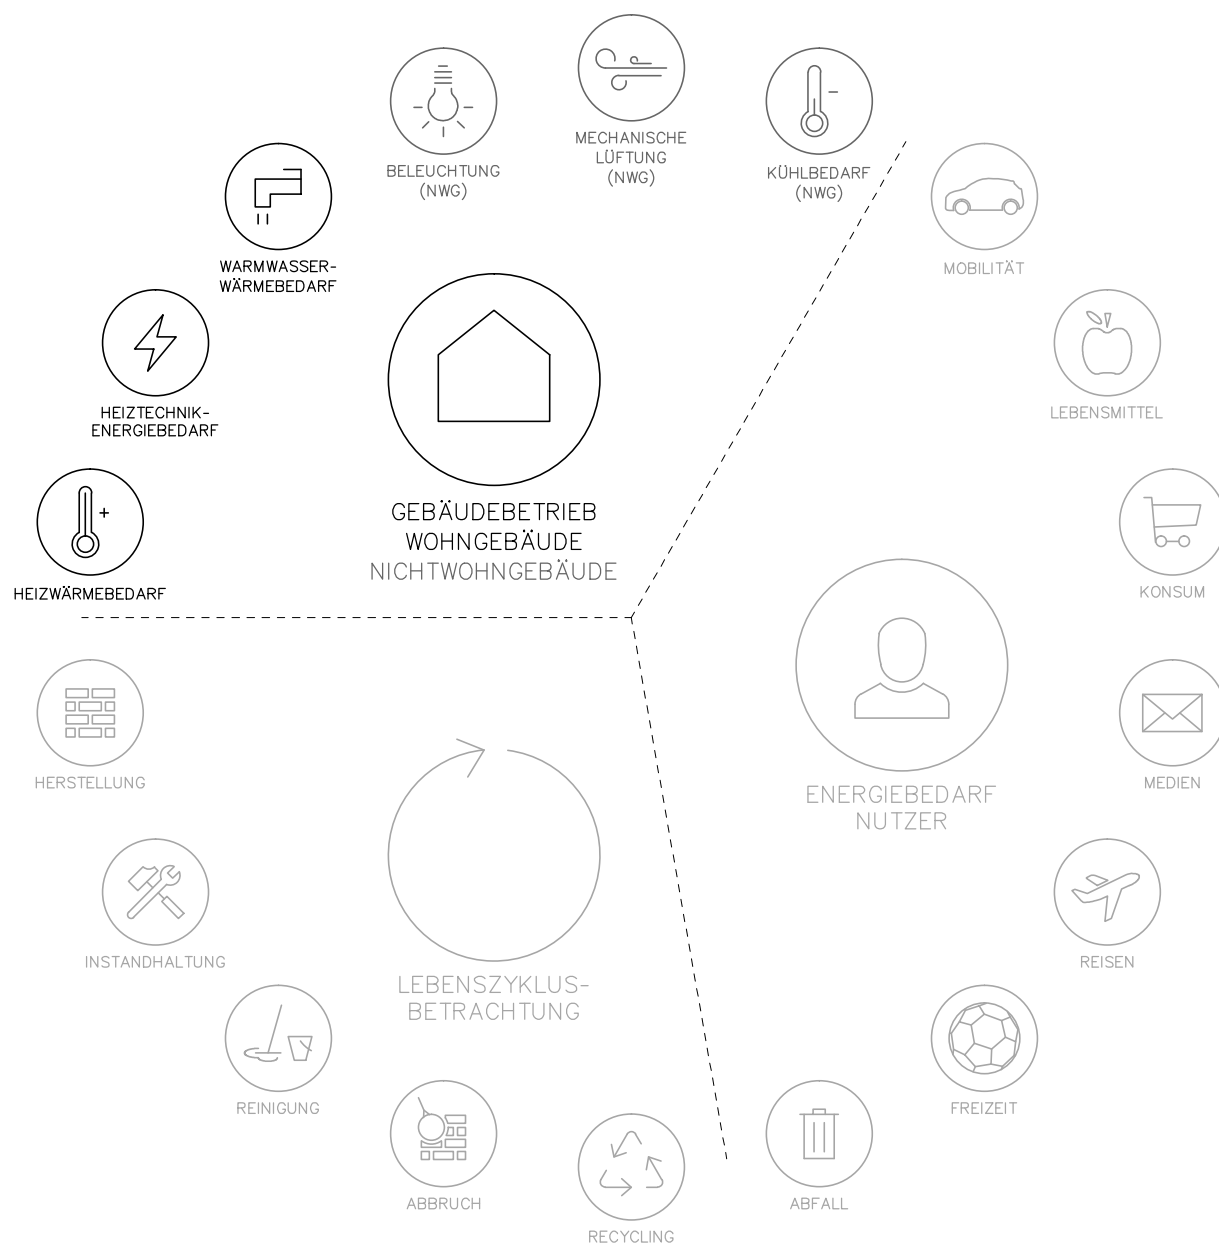 MECHANISCHE
LÜFTUNG
(NWG)
BELEUCHTUNG
(NWG)
KÜHLBEDARF
(NWG)
WARMWASSER-
WÄRMEBEDARF
MOBILITÄT
HEIZTECHNIK-
ENERGIEBEDARF
LEBENSMITTEL
GEBÄUDEBETRIEB
WOHNGEBÄUDE
NICHTWOHNGEBÄUDE
HEIZWÄRMEBEDARF
KONSUM
HERSTELLUNG
MEDIEN
ENERGIEBEDARF
NUTZER
INSTANDHALTUNG
REISEN
LEBENSZYKLUS-
BETRACHTUNG
REINIGUNG
FREIZEIT
ABBRUCH
ABFALL
RECYCLING